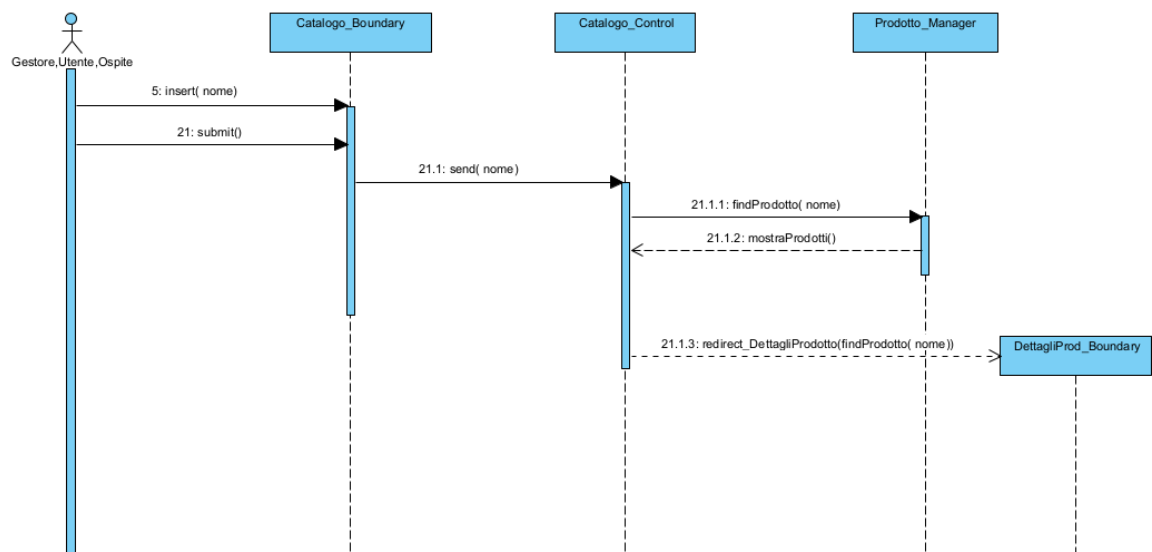 Catalogo_Boundary
Catalogo_Control
Prodotto_Manager
Gestore,Utente,Ospite
5: insert( nome)
21: submit()
21.1: send( nome)
21.1.1: findProdotto( nome)
21.1.2: mostraProdotti()
21.1.3: redirect_DettagliProdotto(findProdotto( nome))
DettagliProd_Boundary